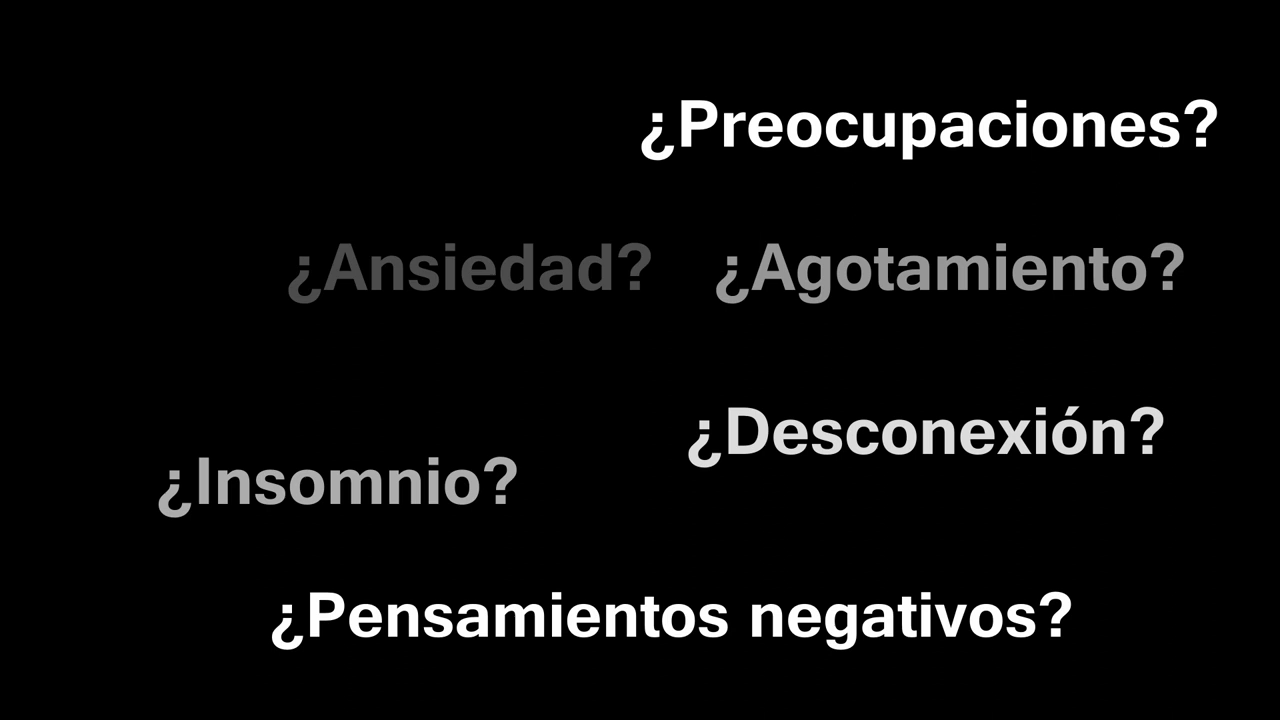 ¿Preocupaciones?
¿Ansiedad? ¿Agotamiento?
¿Desconexión?
¿Insomnio?
¿Pensamientos negativos?